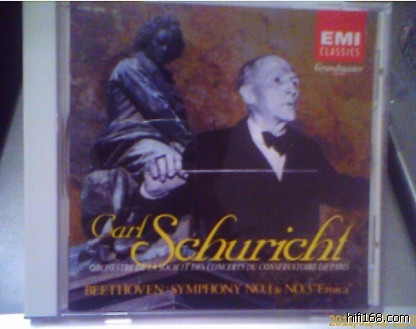 EMI
CLASSICS
Grandmaster
Carl Schuricht
ORCHESTRE DE LA SOCIETE DES CONCERTS DU CONSERVATOIRE DE PARIS
BEETHOVEN: SYMPHONY NO.1 & NO.3 "Eroica"
hifi168.com